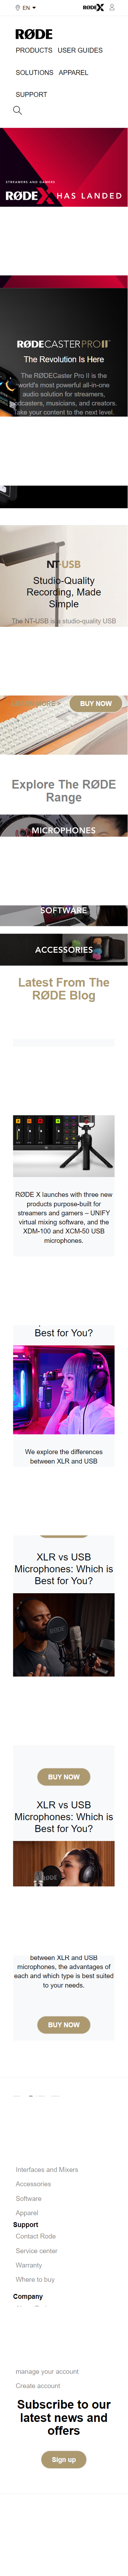 EN
RØDEX
RØDE
PRODUCTS USER GUIDES
SOLUTIONS APPAREL
SUPPORT
STREAMERS AND GAMERS
RØDEX HAS LANDED
RØDECASTER PRO II
The Revolution Is Here
The RØDECaster Pro II is the
world's most powerful all-in-one
audio solution for streamers,
podcasters, musicians, and creators.
Take your content to the next level.
NT-USB
Studio-Quality
Recording, Made
Simple
The NT-USB is a studio-quality USB
BUY NOW
Explore The RØDE
Range
MICROPHONES
SOFTWARE
ACCESSORIES
Latest From The
RØDE Blog
RØDE X launches with three new
products purpose-built for
streamers and gamers – UNIFY
virtual mixing software, and the
XDM-100 and XCM-50 USB
microphones.
Best for You?
We explore the differences
between XLR and USB
XLR vs USB
Microphones: Which is
Best for You?
BUY NOW
XLR vs USB
Microphones: Which is
Best for You?
between XLR and USB
microphones, the advantages of
each and which type is best suited
to your needs.
BUY NOW
Interfaces and Mixers
Accessories
Software
Apparel
Support
Contact Rode
Service center
Warranty
Where to buy
Company
manage your account
Create account
Subscribe to our
latest news and
offers
Sign up